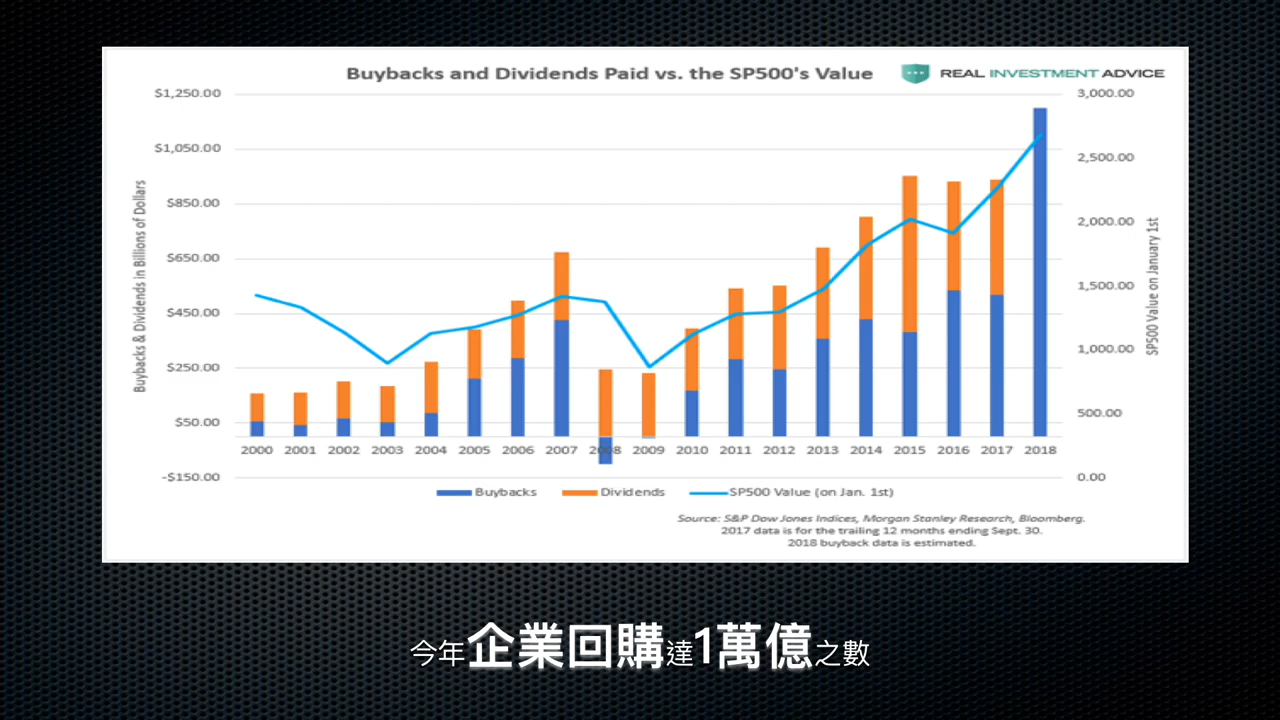 Buybacks and Dividends Paid vs. the SP500's Value
REAL INVESTMENT ADVICE
$1,250.00
$1,050.00
$850.00
$650.00
$450.00
$250.00
$50.00
-$150.00
Buybacks & Dividends in Billions of Dollars
3,000.00
2,500.00
2,000.00
1,500.00
1,000.00
500.00
0.00
SP500 Value on January 1st
2000 2001 2002 2003 2004 2005 2006 2007 2008 2009 2010 2011 2012 2013 2014 2015 2016 2017 2018
Buybacks Dividends SP500 Value (on Jan. 1st)
Source: S&P Dow Jones Indices, Morgan Stanley Research, Bloomberg.
2017 data is for the trailing 12 months ending Sept. 30.
2018 buyback data is estimated.
今年企業回購達1萬億之數